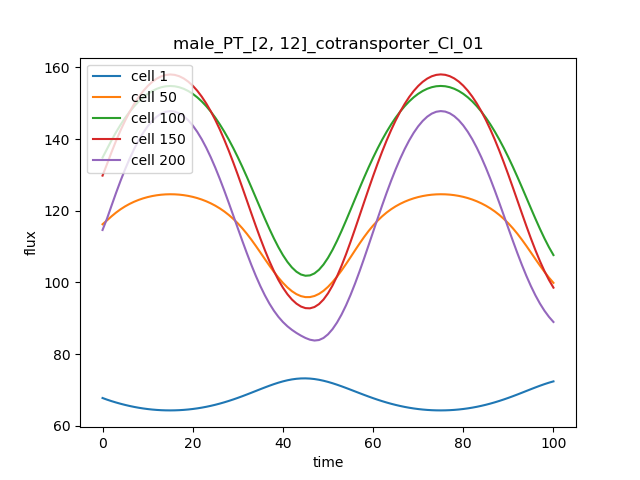 male_PT_[2, 12]_cotransporter_Cl_01
160
140
120
100
80
60
flux
cell 1
cell 50
cell 100
cell 150
cell 200
0
20
40
60
80
100
time